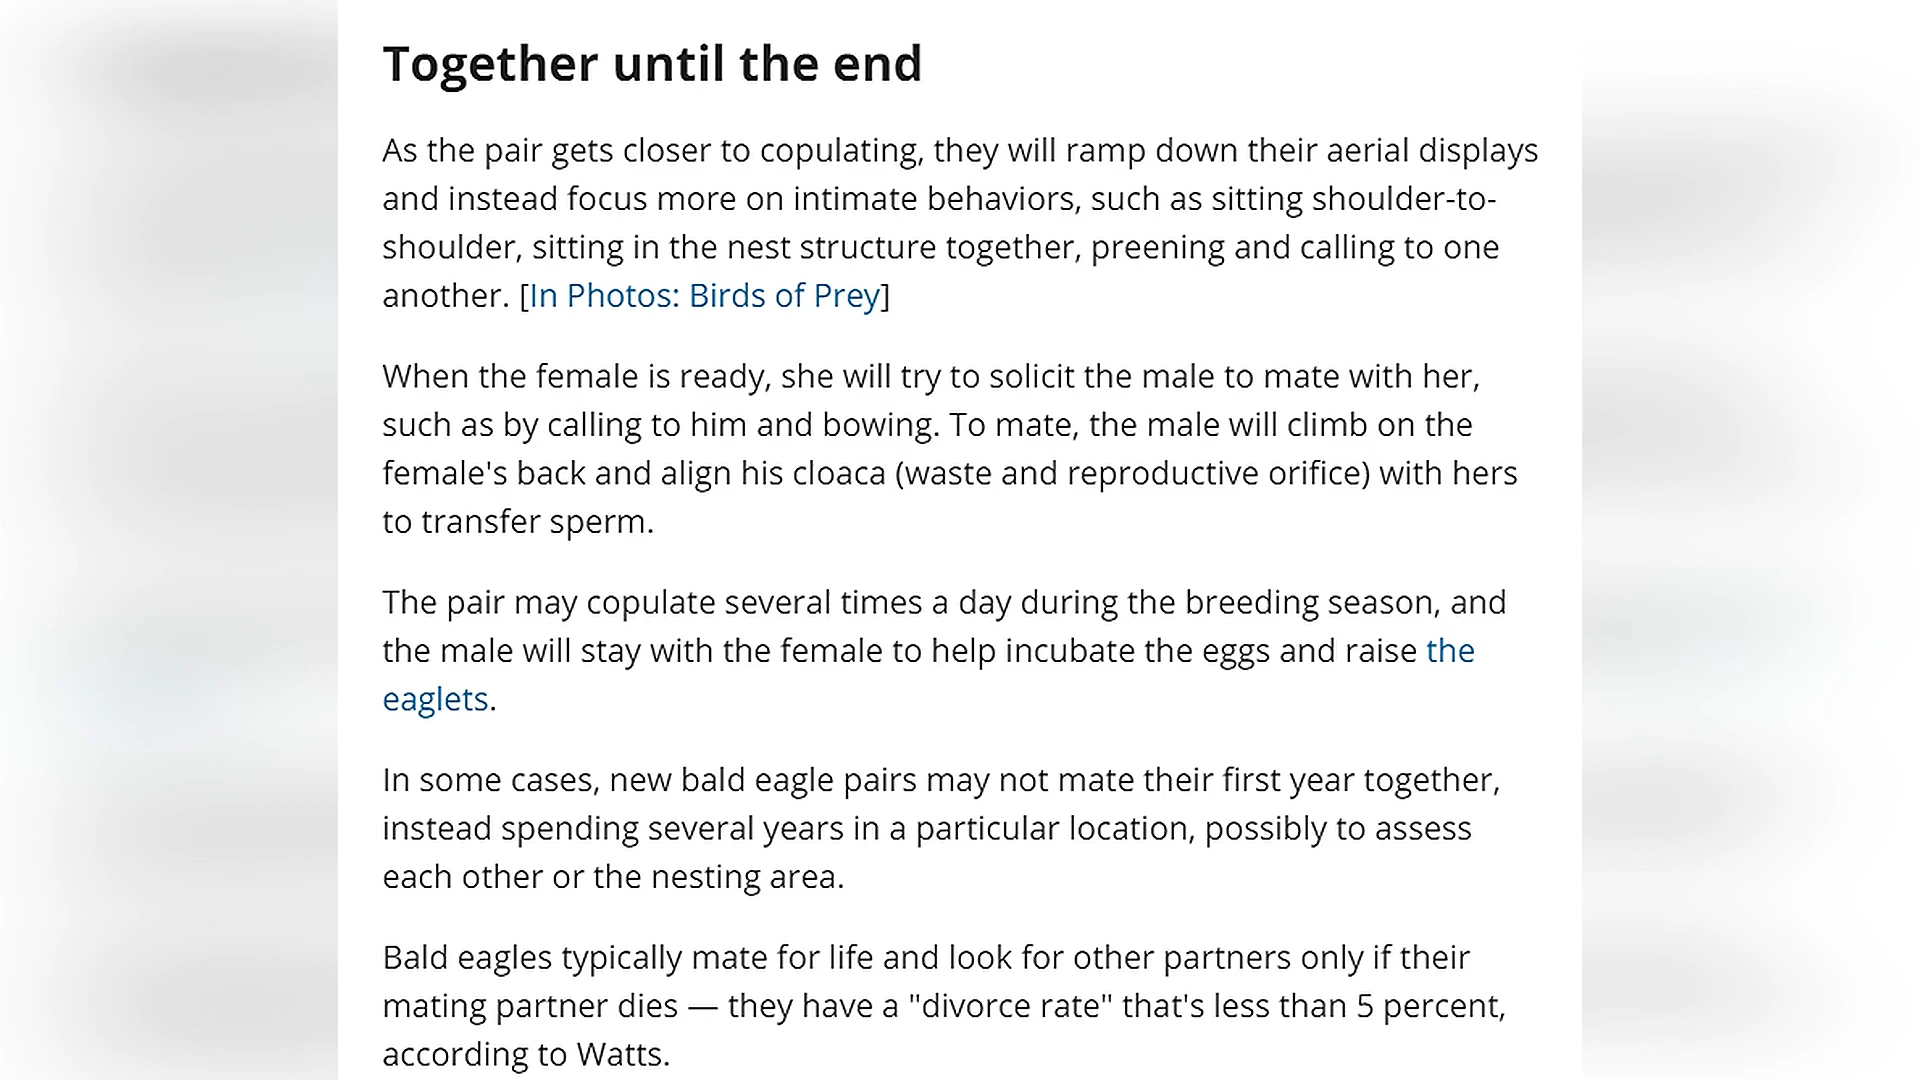 Together until the end
As the pair gets closer to copulating, they will ramp down their aerial displays
and instead focus more on intimate behaviors, such as sitting shoulder-to-
shoulder, sitting in the nest structure together, preening and calling to one
another. [In Photos: Birds of Prey]
When the female is ready, she will try to solicit the male to mate with her,
such as by calling to him and bowing. To mate, the male will climb on the
female's back and align his cloaca (waste and reproductive orifice) with hers
to transfer sperm.
The pair may copulate several times a day during the breeding season, and
the male will stay with the female to help incubate the eggs and raise the
eaglets.
In some cases, new bald eagle pairs may not mate their first year together,
instead spending several years in a particular location, possibly to assess
each other or the nesting area.
Bald eagles typically mate for life and look for other partners only if their
mating partner dies — they have a "divorce rate" that's less than 5 percent,
according to Watts.